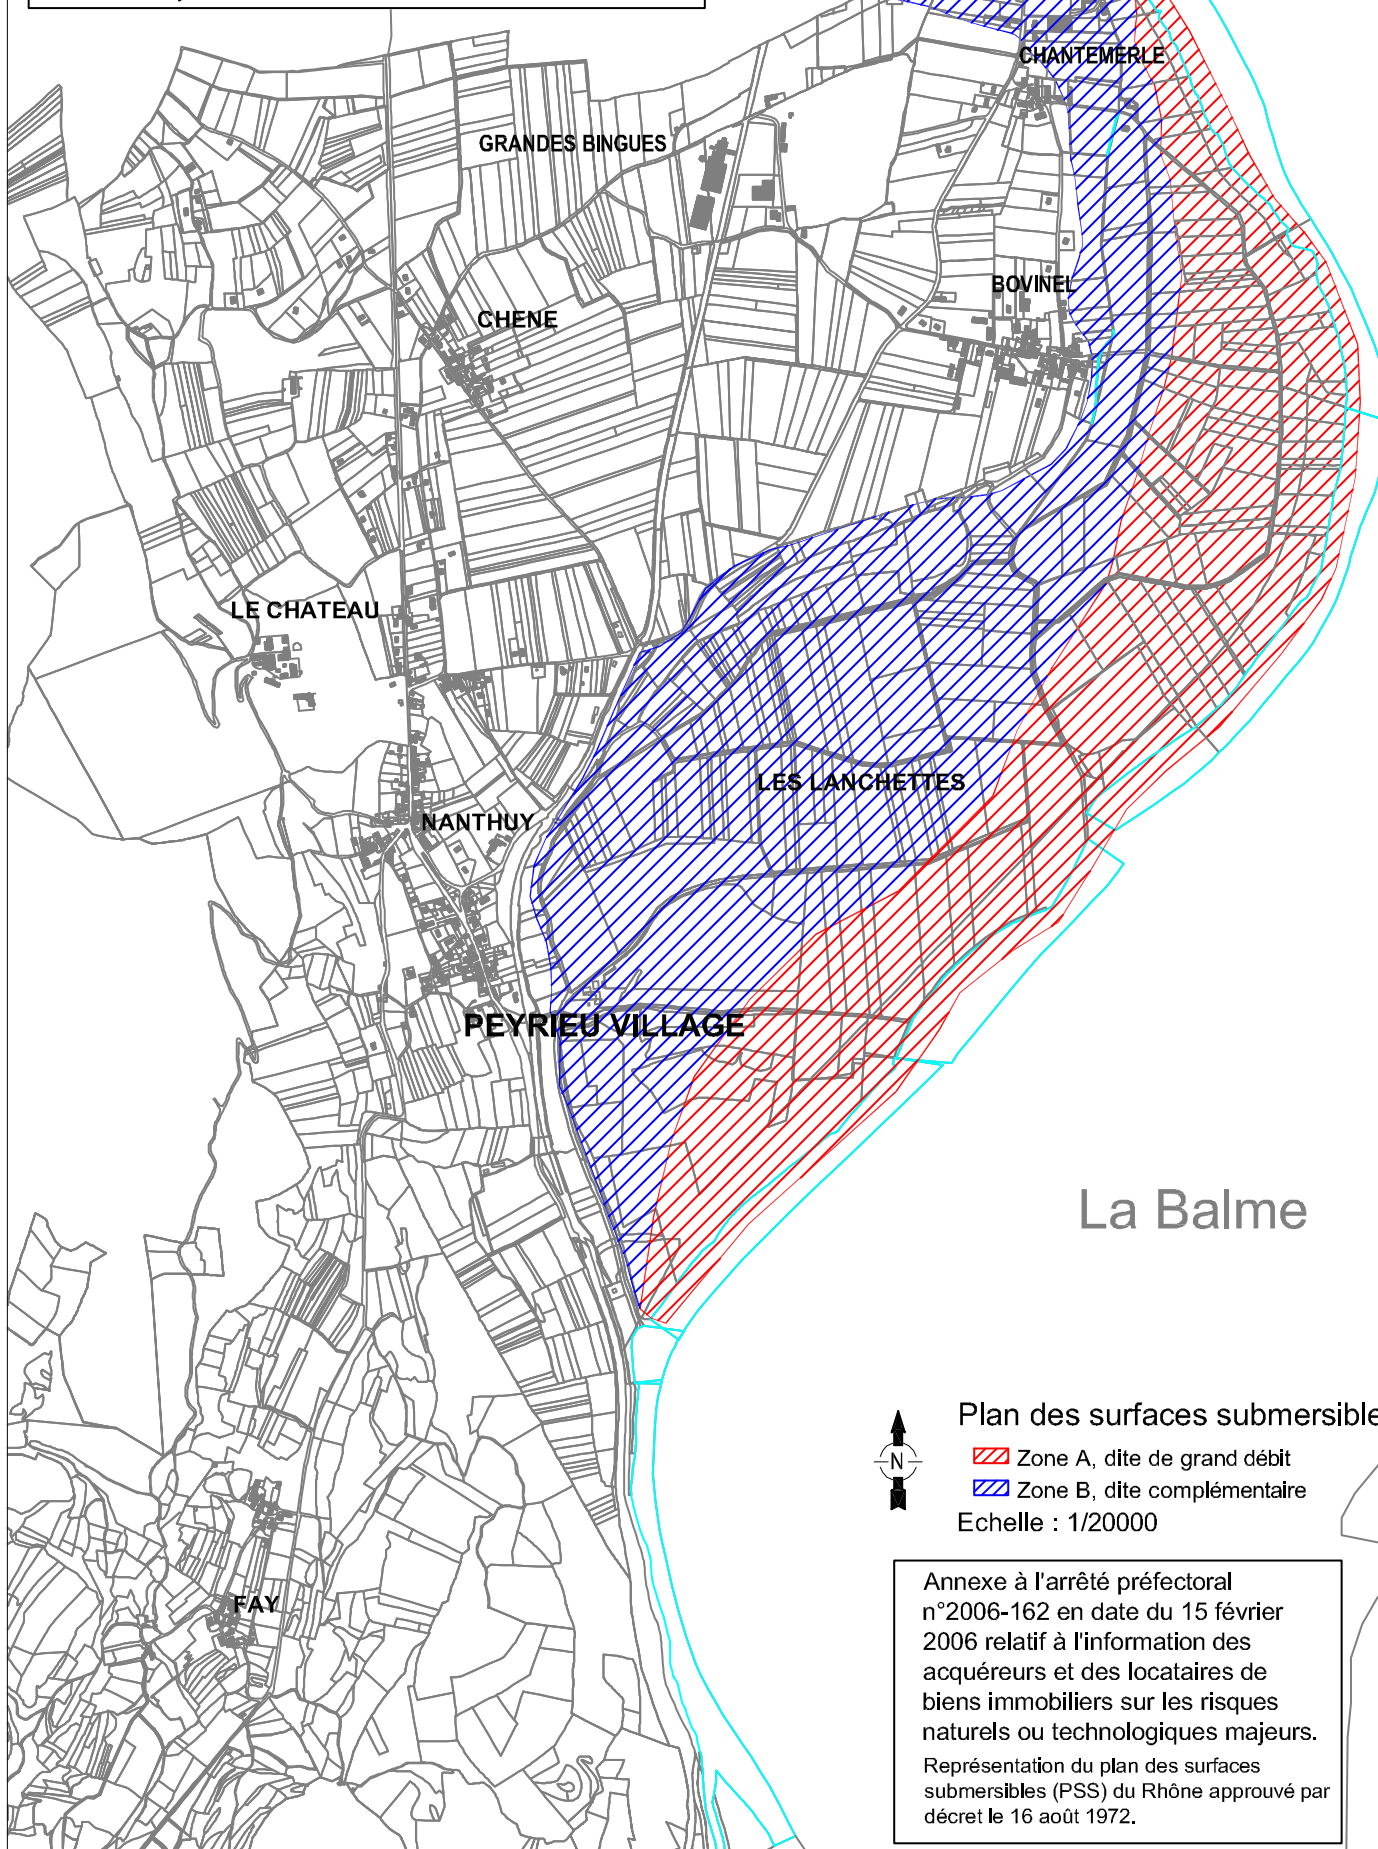 CHANTEMERLE
GRANDES BINGUES
BOVINEL
CHENE
LE CHATEAU
LES LANCHETTES
NANTHUY
PEYRIEU VILLAGE
La Balme
Plan des surfaces submersible
N
Zone A, dite de grand débit
Zone B, dite complémentaire
Echelle : 1/20000
FAY
Annexe à l'arrêté préfectoral
n°2006-162 en date du 15 février
2006 relatif à l'information des
acquéreurs et des locataires de
biens immobiliers sur les risques
naturels ou technologiques majeurs.
Représentation du plan des surfaces
submersibles (PSS) du Rhône approuvé par
décret le 16 août 1972.